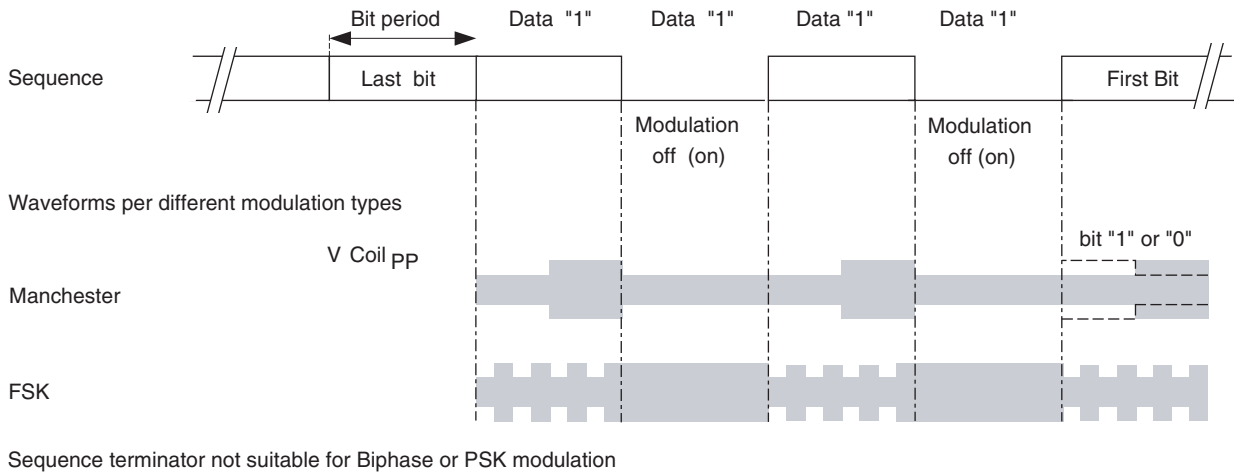 Bit period Data "1" Data "1" Data "1" Data "1"
Sequence Last bit First Bit
Modulation off (on) Modulation off (on)
Waveforms per different modulation types
bit "1" or "0"
V Coil PP
Manchester
FSK
Sequence terminator not suitable for Biphase or PSK modulation